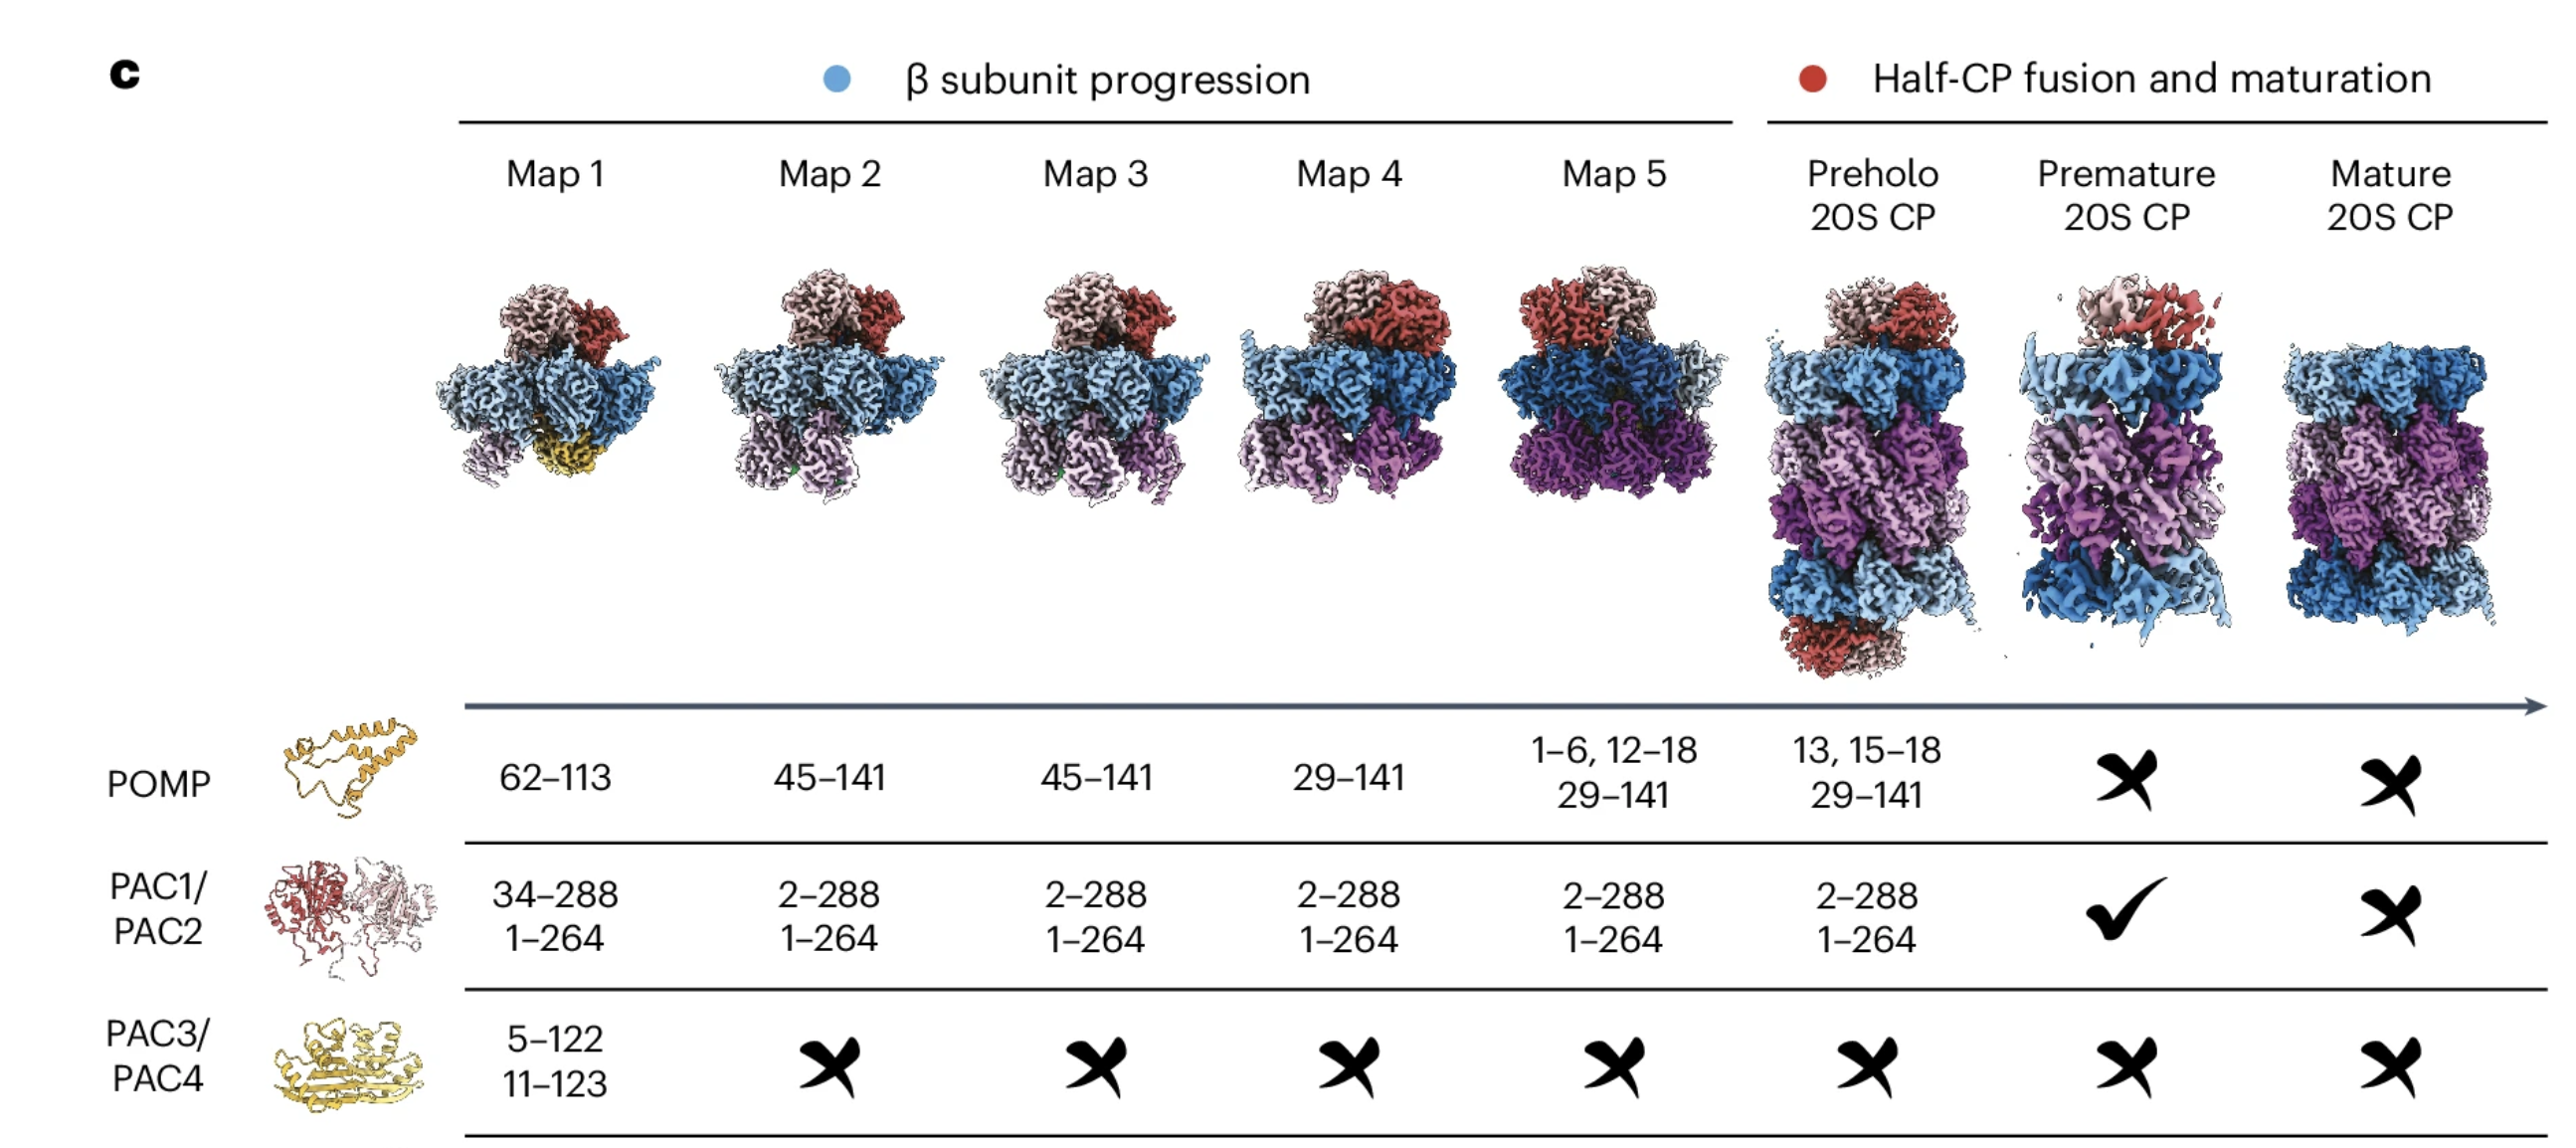 c
β subunit progression
Half-CP fusion and maturation
Map 1
Map 2
Map 3
Map 4
Map 5
Preholo
20S CP
Premature
20S CP
Mature
20S CP
POMP
62–113
45–141
45–141
29–141
1–6, 12–18
29–141
13, 15–18
29–141
PAC1/
PAC2
34–288
1–264
2–288
1–264
2–288
1–264
2–288
1–264
2–288
1–264
2–288
1–264
PAC3/
PAC4
5–122
11–123